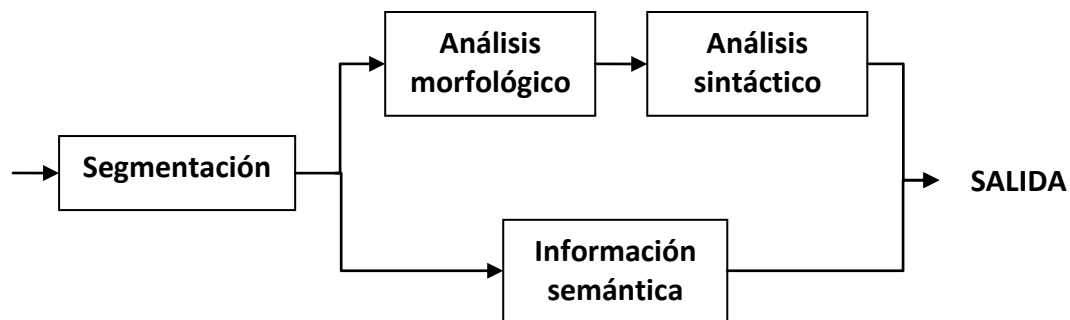 Análisis
morfológico
Análisis
sintáctico
Segmentación
SALIDA
Información
semántica